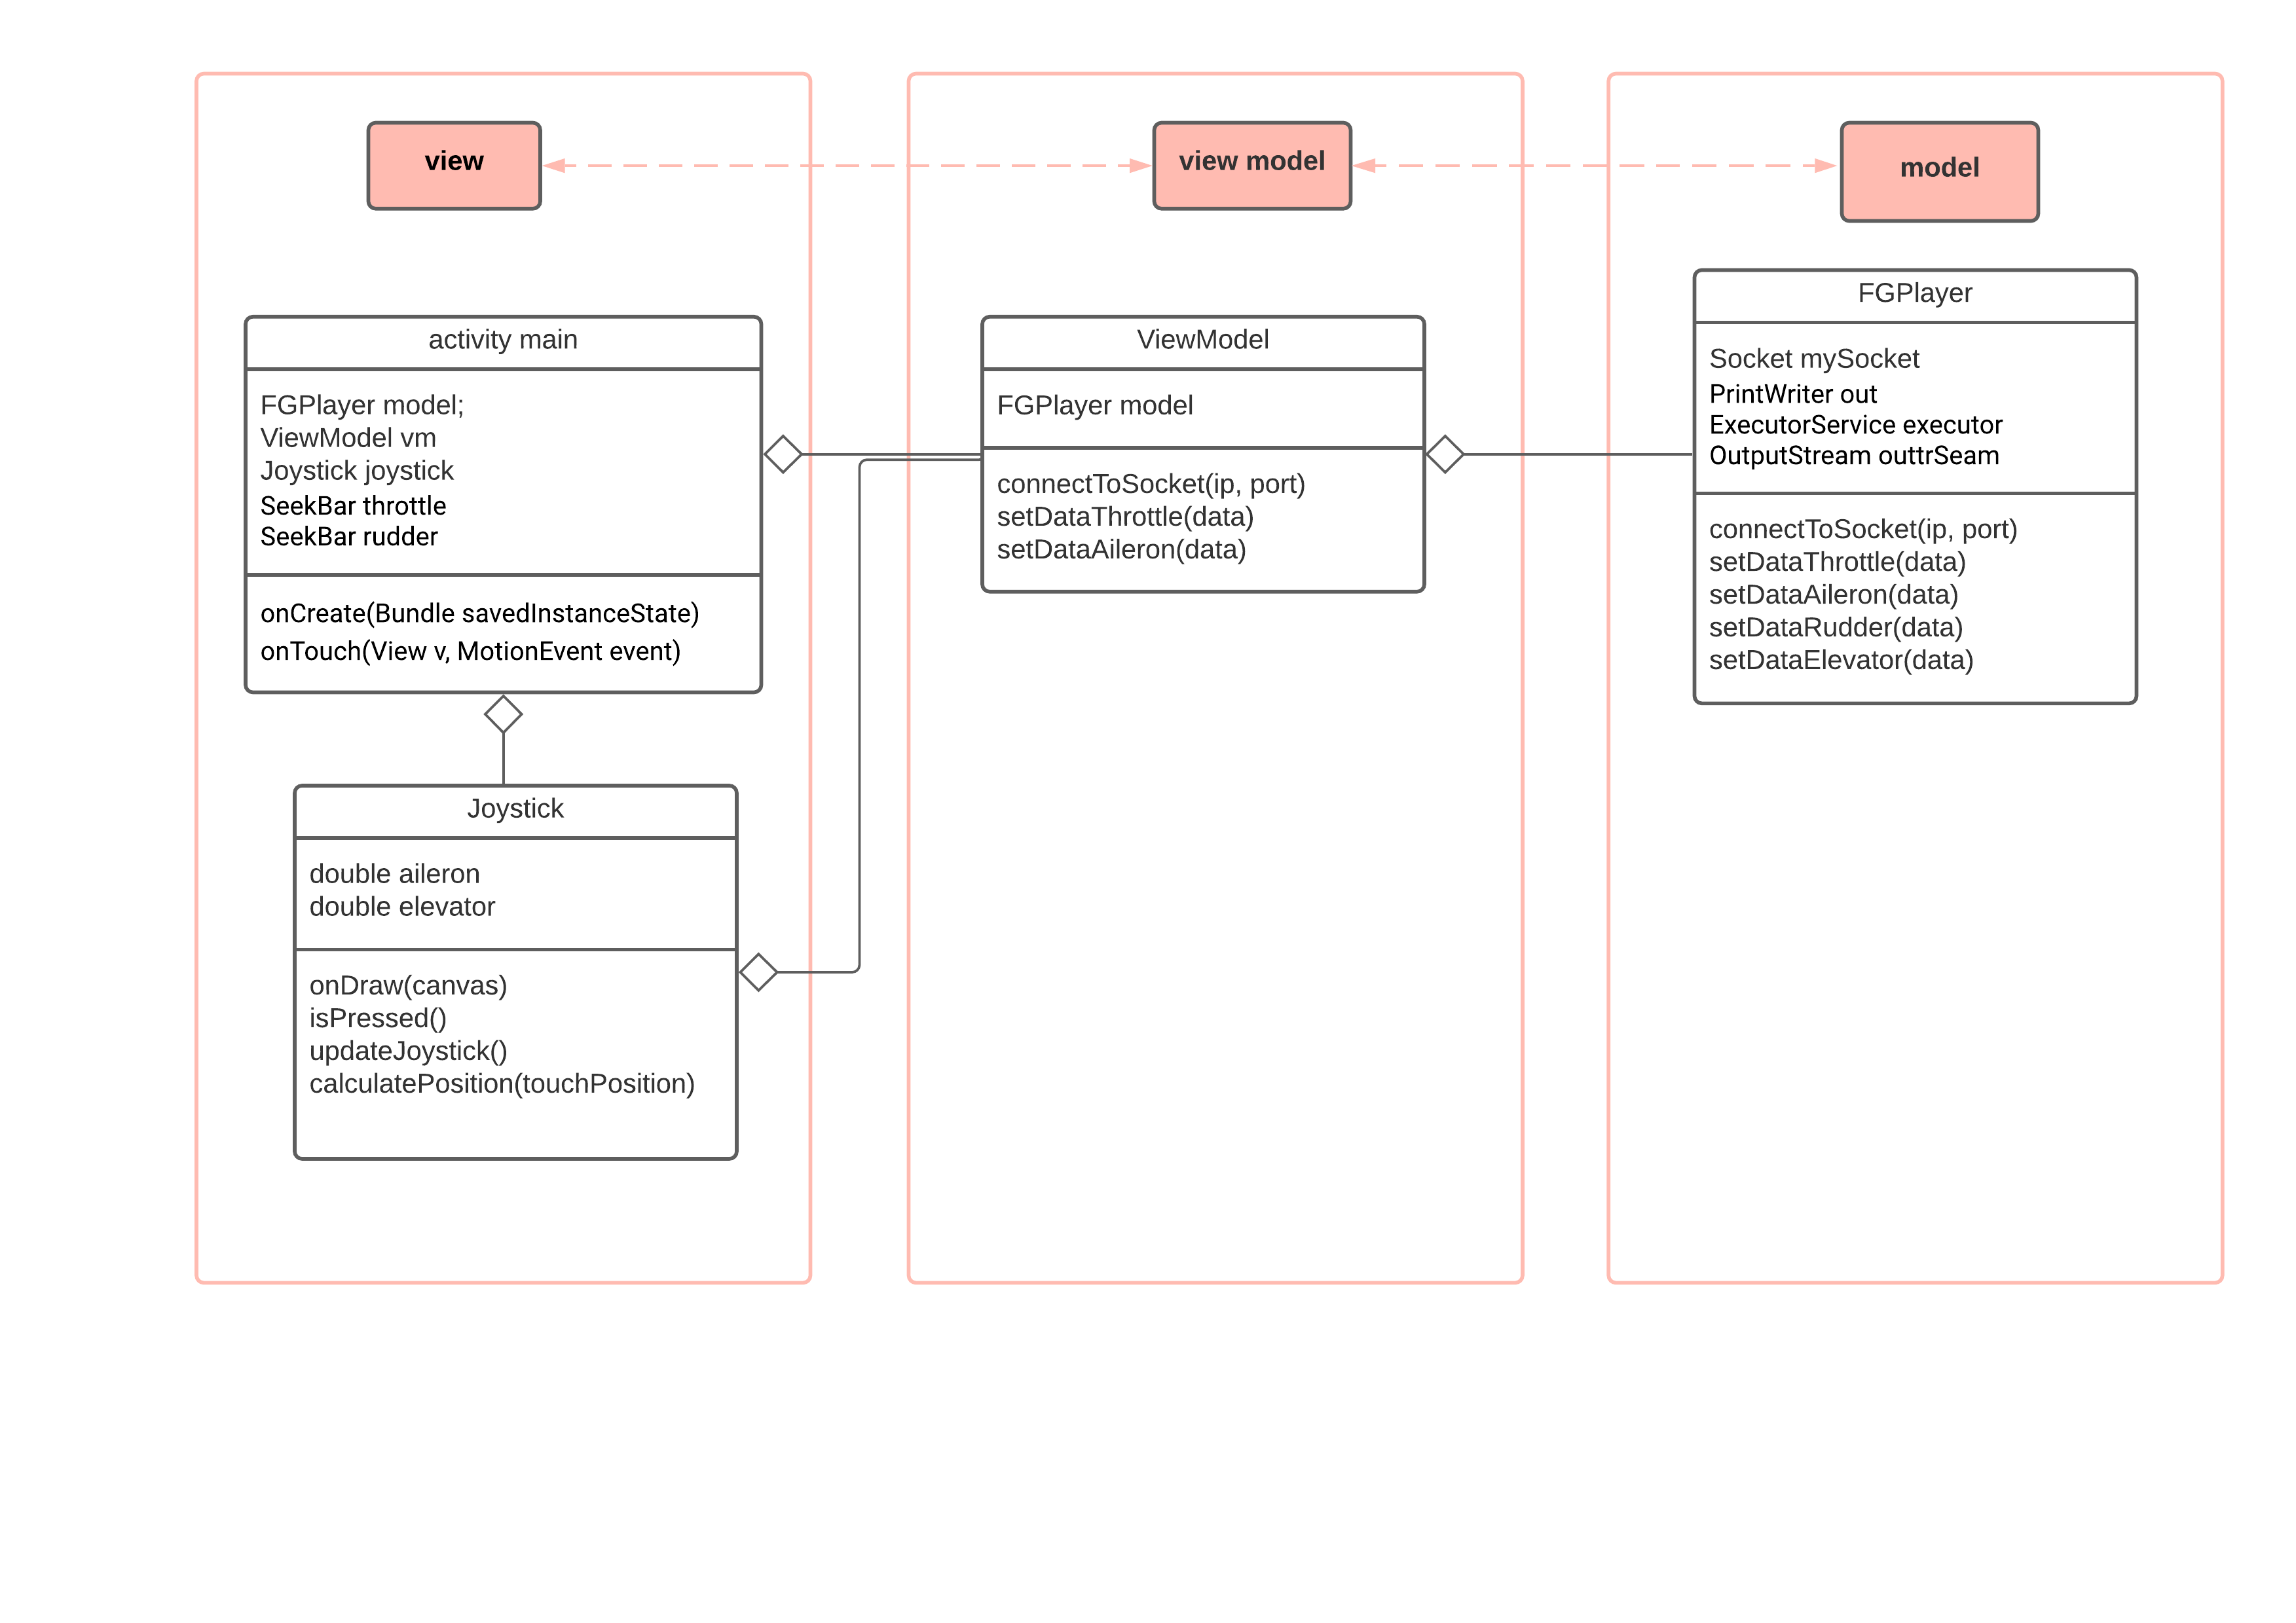 view
view model
model
activity main
FGPlayer model;
ViewModel vm
Joystick joystick
SeekBar throttle
SeekBar rudder
onCreate(Bundle savedInstanceState)
onTouch(View v, MotionEvent event)
Joystick
double aileron
double elevator
onDraw(canvas)
isPressed()
updateJoystick()
calculatePosition(touchPosition)
ViewModel
FGPlayer model
connectToSocket(ip, port)
setDataThrottle(data)
setDataAileron(data)
FGPlayer
Socket mySocket
PrintWriter out
ExecutorService executor
OutputStream outtrSeam
connectToSocket(ip, port)
setDataThrottle(data)
setDataAileron(data)
setDataRudder(data)
setDataElevator(data)